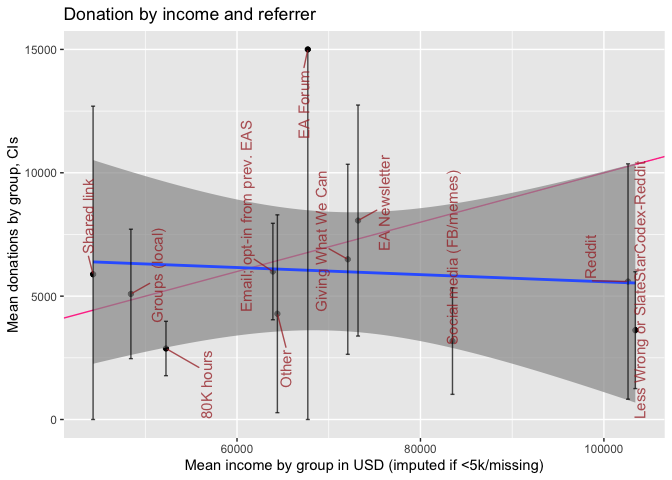 Donation by income and referrer
15000
10000
5000
0
Mean donations by group, CIs
Shared link
Groups (local)
80K hours
Email; opt-in from prev. EAS
Other
EA Forum
Giving What We Can
EA Newsletter
Social media (FB/memes)
Reddit
Less Wrong or SlateStarCodex-Reddit
60000
80000
100000
Mean income by group in USD (imputed if <5k/missing)